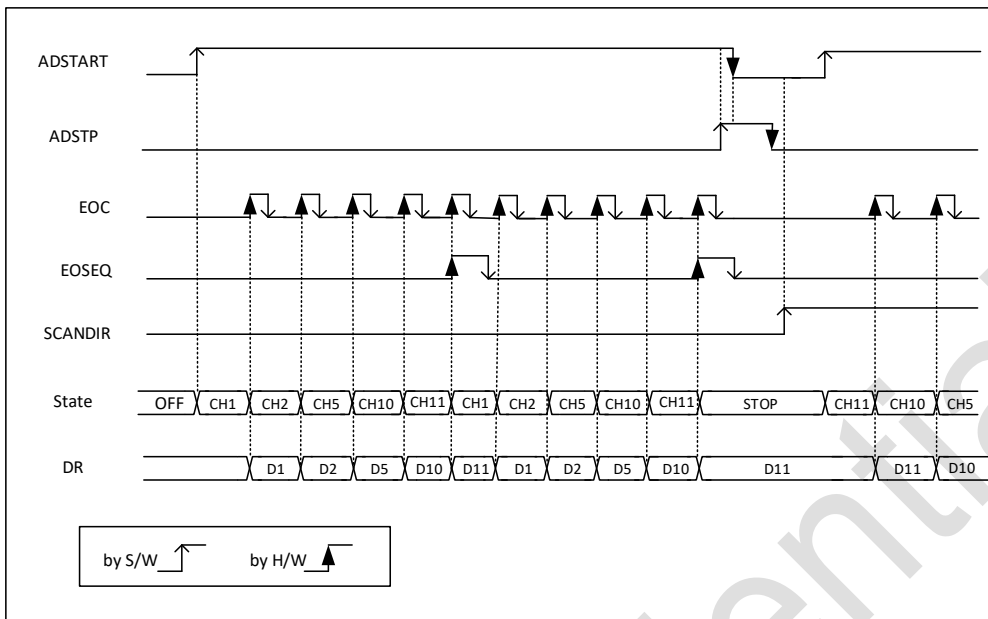 ADSTART
ADSTP
EOC
EOSEQ
SCANDIR
State OFF CH1 CH2 CH5 CH10 CH11 CH1 CH2 CH5 CH10 CH11 STOP CH11 CH10 CH5
DR D1 D2 D5 D10 D11 D1 D2 D5 D10 D11 D11 D10
by S/W by H/W